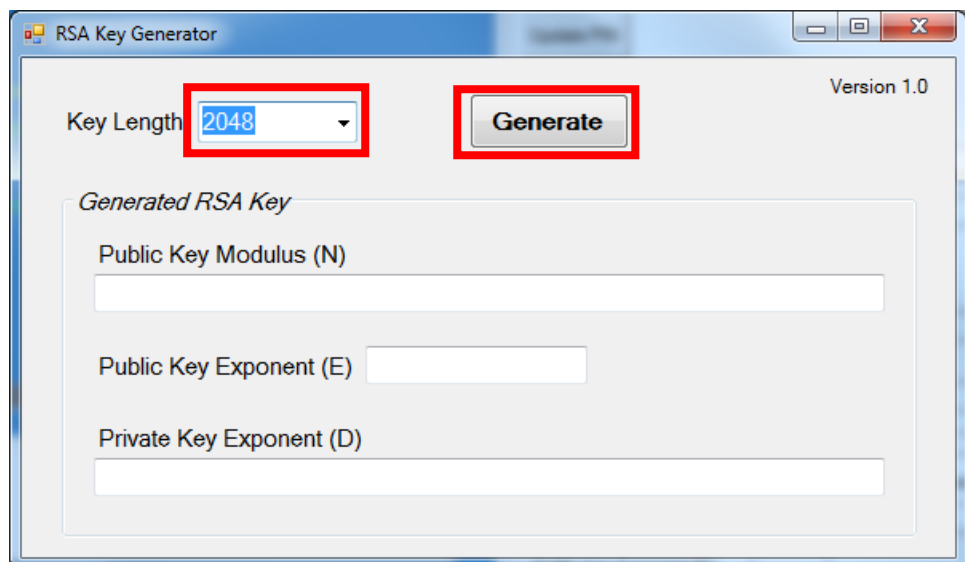 RSA Key Generator
Version 1.0
Key Length 2048 Generate
Generated RSA Key
Public Key Modulus (N)
Public Key Exponent (E)
Private Key Exponent (D)